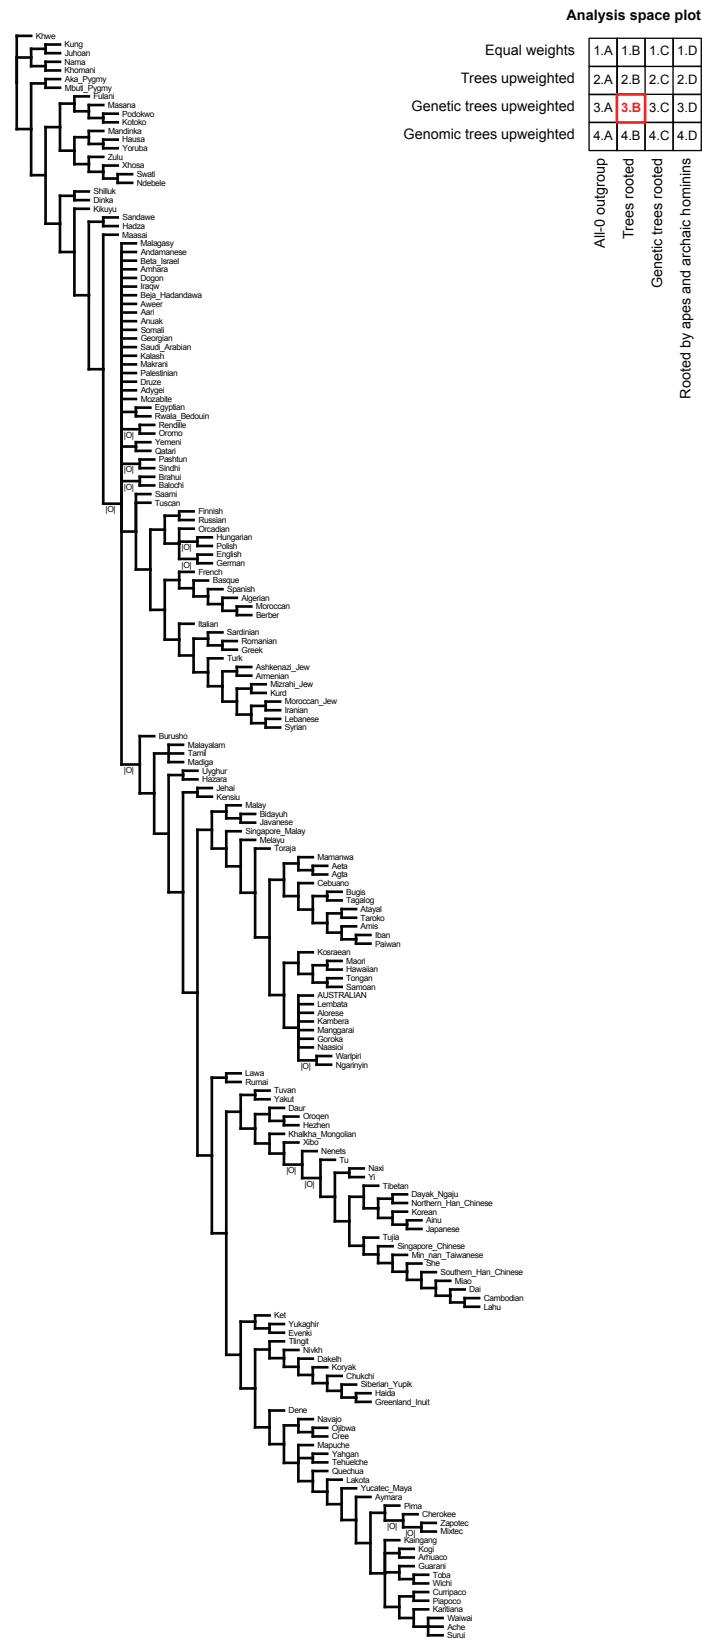 Analysis space plot
Equal weights 1.A 1.B 1.C 1.D
Trees upweighted 2.A 2.B 2.C 2.D
Genetic trees upweighted 3.A 3.B 3.C 3.D
Genomic trees upweighted 4.A 4.B 4.C 4.D
All-0 outgroup
Trees rooted
Genetic trees rooted
Rooted by apes and archaic hominins
Khwe
Kung
Juhoan
Nama
Khomani
Aka_Pygmy
Mbuti_Pygmy
Fulani
Masana
Podokwo
Kotoko
Mandinka
Hausa
Yoruba
Zulu
Xhosa
Swati
Ndebele
Shilluk
Dinka
Kikuyu
Sandawe
Hadza
Maasai
Malagasy
Andamanese
Beta_Israel
Amhara
Dogon
Iraqw
Beja_Hadandawa
Aweer
Aari
Anuak
Somali
Georgian
Saudi_Arabian
Kalash
Makrani
Palestinian
Druze
Adygei
Mozabite
Egyptian
Rwala_Bedouin
Rendille
Oromo
|O|
Yemeni
Qatari
Pashtun
Sindhi
|O|
Brahui
Balochi
|O|
Saami
Tuscan
|O|
Finnish
Russian
Orcadian
Hungarian
Polish
|O|
English
German
|O|
French
Basque
Spanish
Algerian
Moroccan
Berber
Italian
Sardinian
Romanian
Greek
Turk
Ashkenazi_Jew
Armenian
Mizrahi_Jew
Kurd
Moroccan_Jew
Iranian
Lebanese
Syrian
Burusho
Malayalam
Tamil
Madiga
|O|
Uyghur
Hazara
Jehai
Kensiu
Malay
Bidayuh
Javanese
Singapore_Malay
Melayu
Toraja
Mamanwa
Aeta
Agta
Cebuano
Bugis
Tagalog
Atayal
Taroko
Amis
Iban
Paiwan
Kosraean
Maori
Hawaiian
Tongan
Samoan
AUSTRALIAN
Lembata
Alorese
Kambera
Manggarai
Goroka
Naasioi
Warlpiri
Ngarinyin
|O|
Lawa
Rumai
Tuvan
Yakut
Daur
Oroqen
Hezhen
Khalkha_Mongolian
Xibo
Nenets
Tu
|O|
Naxi
Yi
|O|
Tibetan
Dayak_Ngaju
Northern_Han_Chinese
Korean
Ainu
Japanese
Tujia
Singapore_Chinese
Min_nan_Taiwanese
She
Southern_Han_Chinese
Miao
Dai
Cambodian
Lahu
Ket
Yukaghir
Evenki
Tlingit
Nivkh
Dakelh
Koryak
Chukchi
Siberian_Yupik
Haida
Greenland_Inuit
Dene
Navajo
Ojibwa
Cree
Mapuche
Yahgan
Tehuelche
Quechua
Lakota
Yucatec_Maya
Aymara
Pima
Cherokee
Zapotec
|O|
Mixtec
|O|
Kaingang
Kogi
Arhuaco
Guarani
Toba
Wichi
Curripaco
Piapoco
Karitiana
Waiwai
Ache
Surui